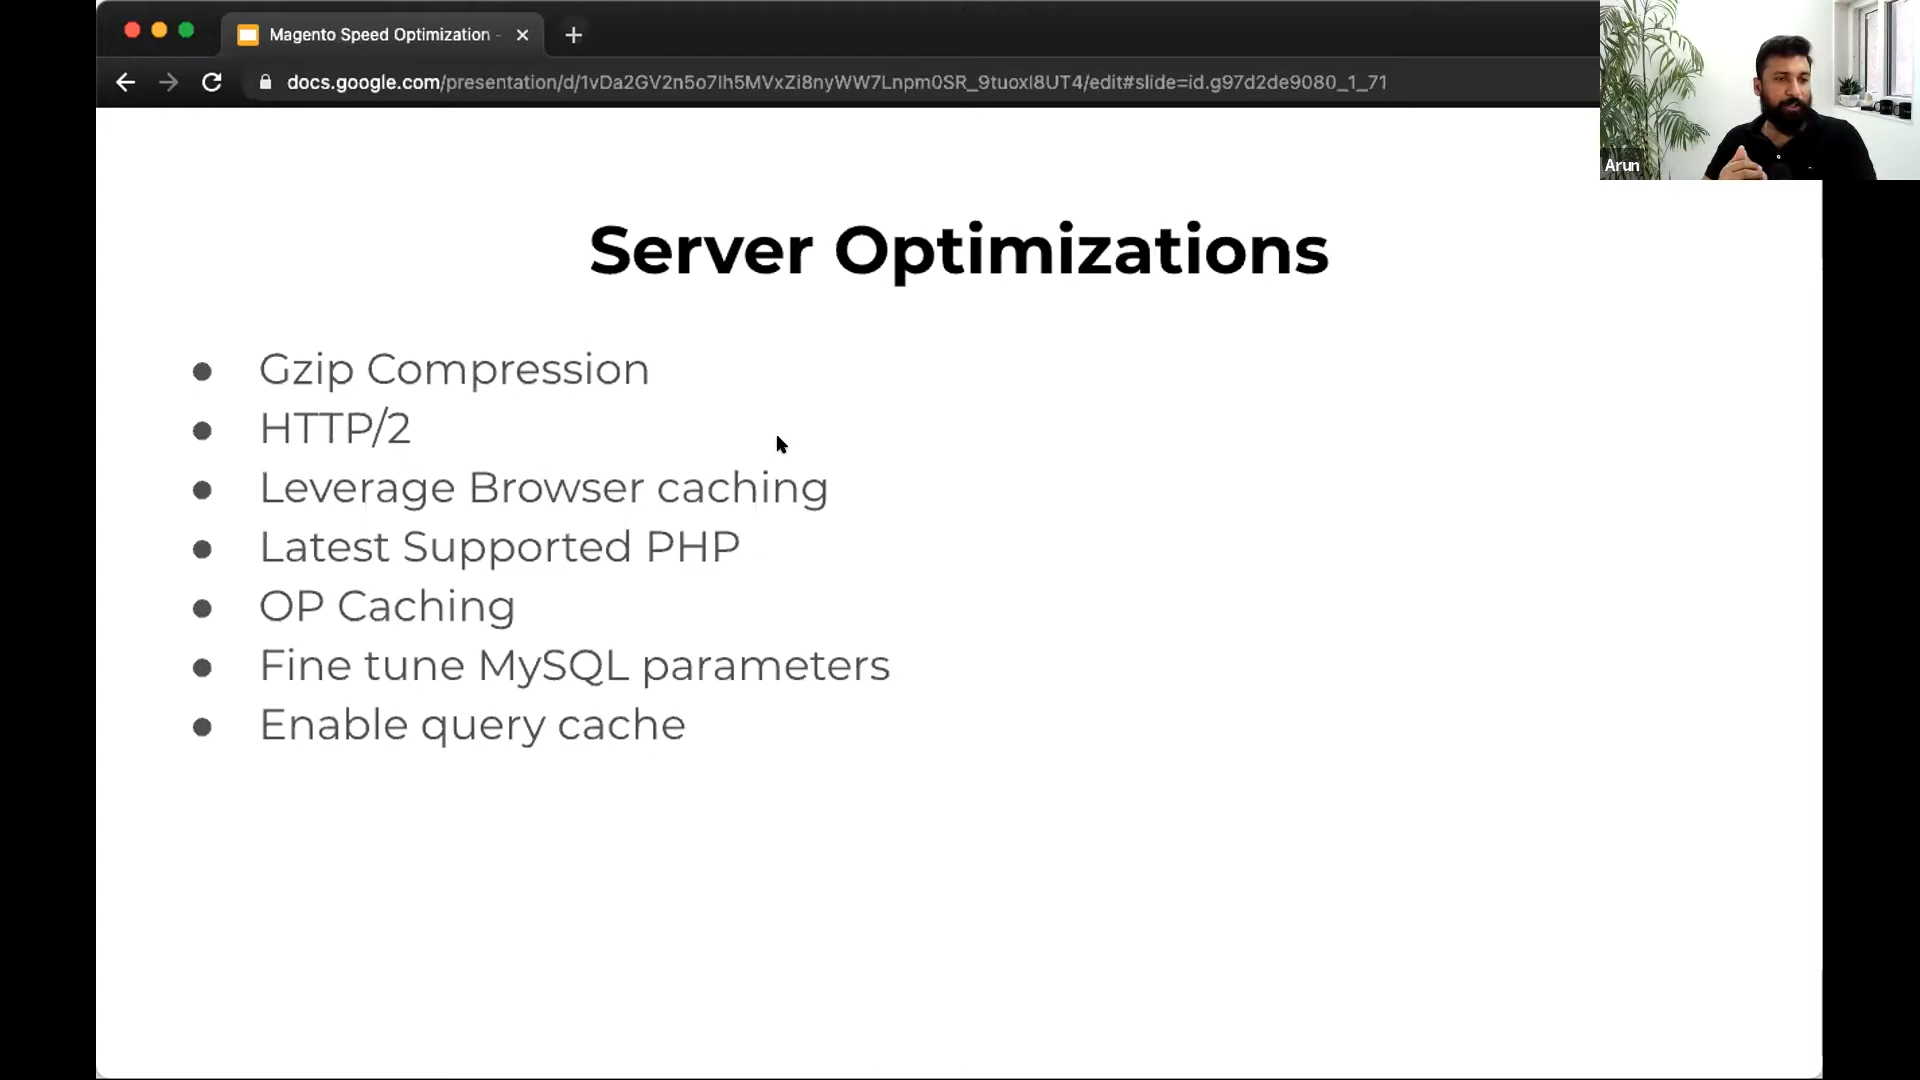 Magento Speed Optimization -
docs.google.com/presentation/d/1vDa2GV2n5o7lh5MVxZi8nyWW7Lnpm0SR_9tuoxl8UT4/edit#slide=id.g97d2de9080_1_71
Arun
Server Optimizations
Gzip Compression
HTTP/2
Leverage Browser caching
Latest Supported PHP
OP Caching
Fine tune MySQL parameters
Enable query cache